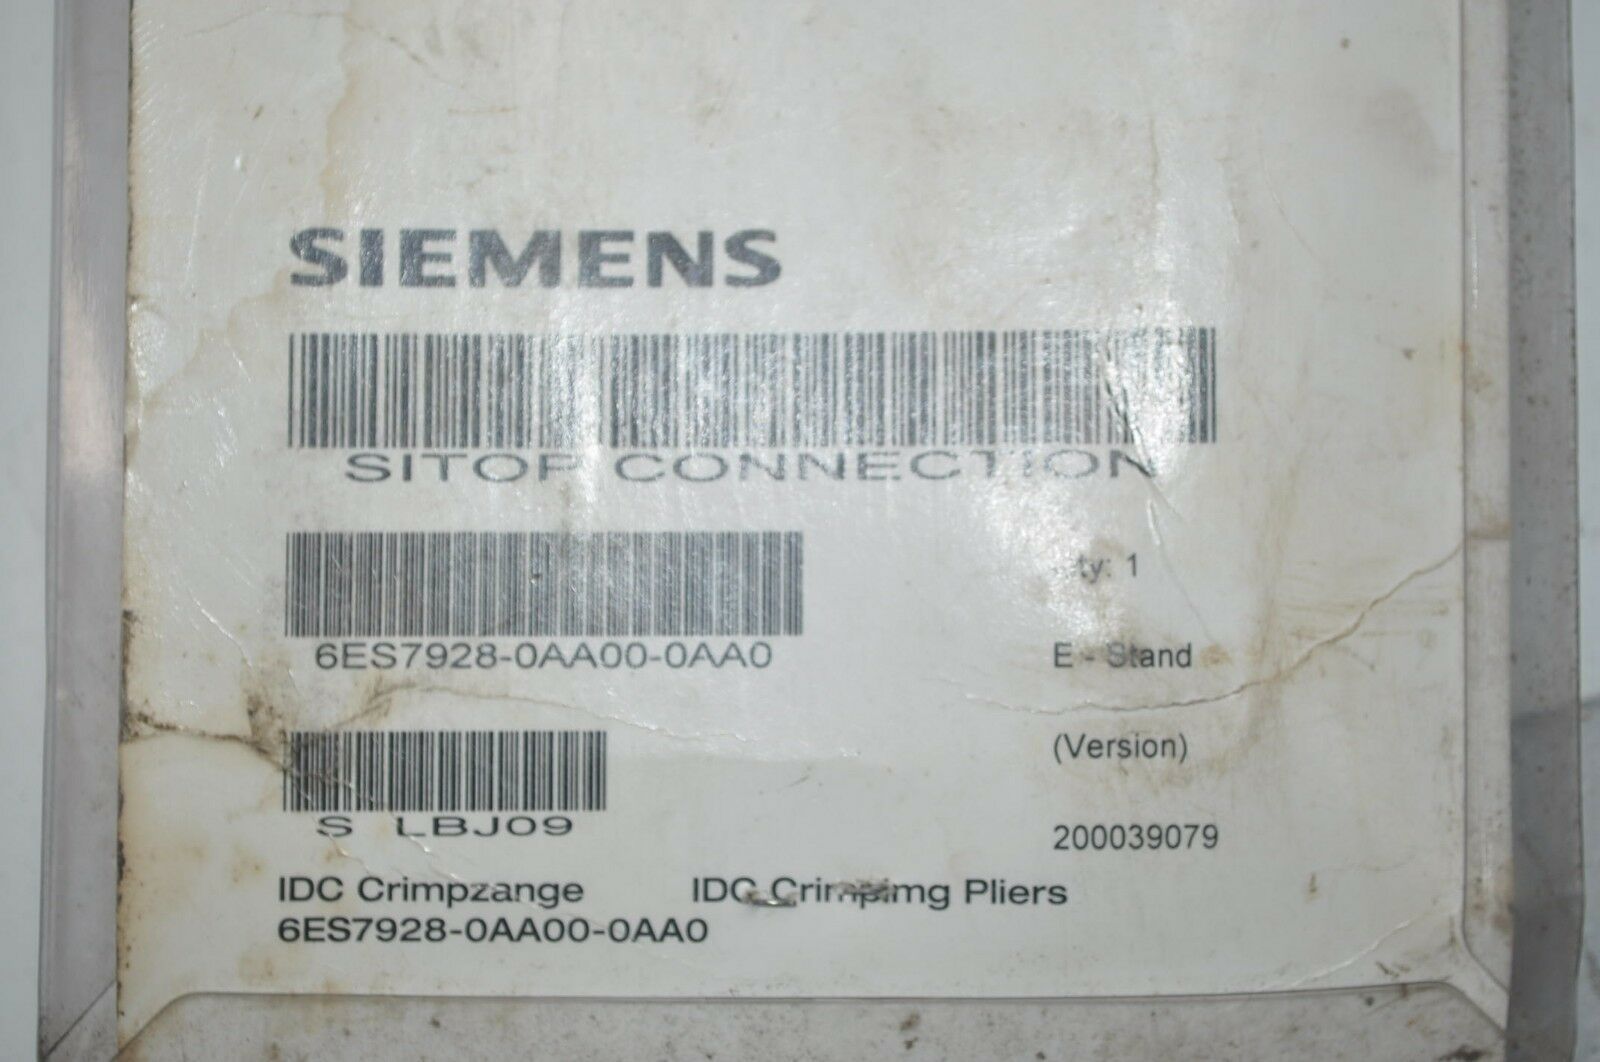 SIEMENS
SITOP CONNECTION
ty: 1
6ES7928-0AA00-0AA0
E - Stand
(Version)
S LBJ09
200039079
IDC Crimpzange IDC Crimpimg Pliers
6ES7928-0AA00-0AA0